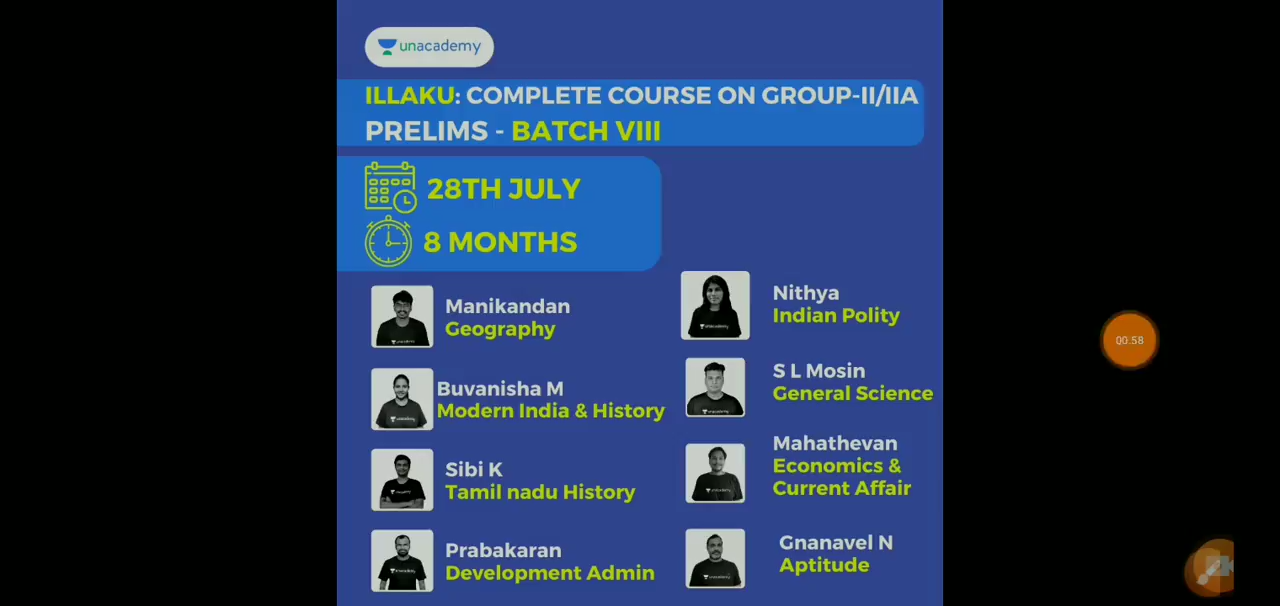 unacademy
ILLAKU: COMPLETE COURSE ON GROUP-II/IIA
PRELIMS - BATCH VIII
28TH JULY
8 MONTHS
Manikandan
Geography
Buvanisha M
Modern India & History
Sibi K
Tamil nadu History
Prabakaran
Development Admin
Nithya
Indian Polity
S L Mosin
General Science
Mahathevan
Economics &
Current Affair
Gnanavel N
Aptitude
00:58